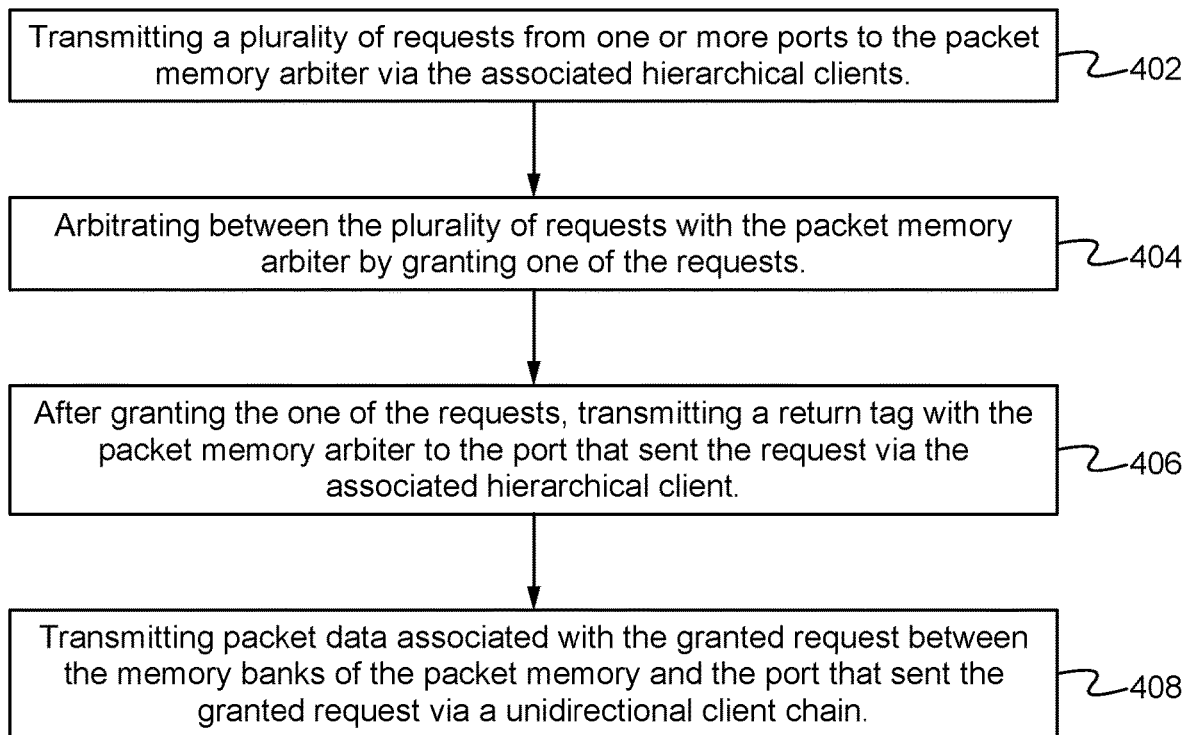 Transmitting a plurality of requests from one or more ports to the packet
memory arbiter via the associated hierarchical clients.
402
Arbitrating between the plurality of requests with the packet memory
arbiter by granting one of the requests.
404
After granting the one of the requests, transmitting a return tag with the
packet memory arbiter to the port that sent the request via the
associated hierarchical client.
406
Transmitting packet data associated with the granted request between
the memory banks of the packet memory and the port that sent the
granted request via a unidirectional client chain.
408